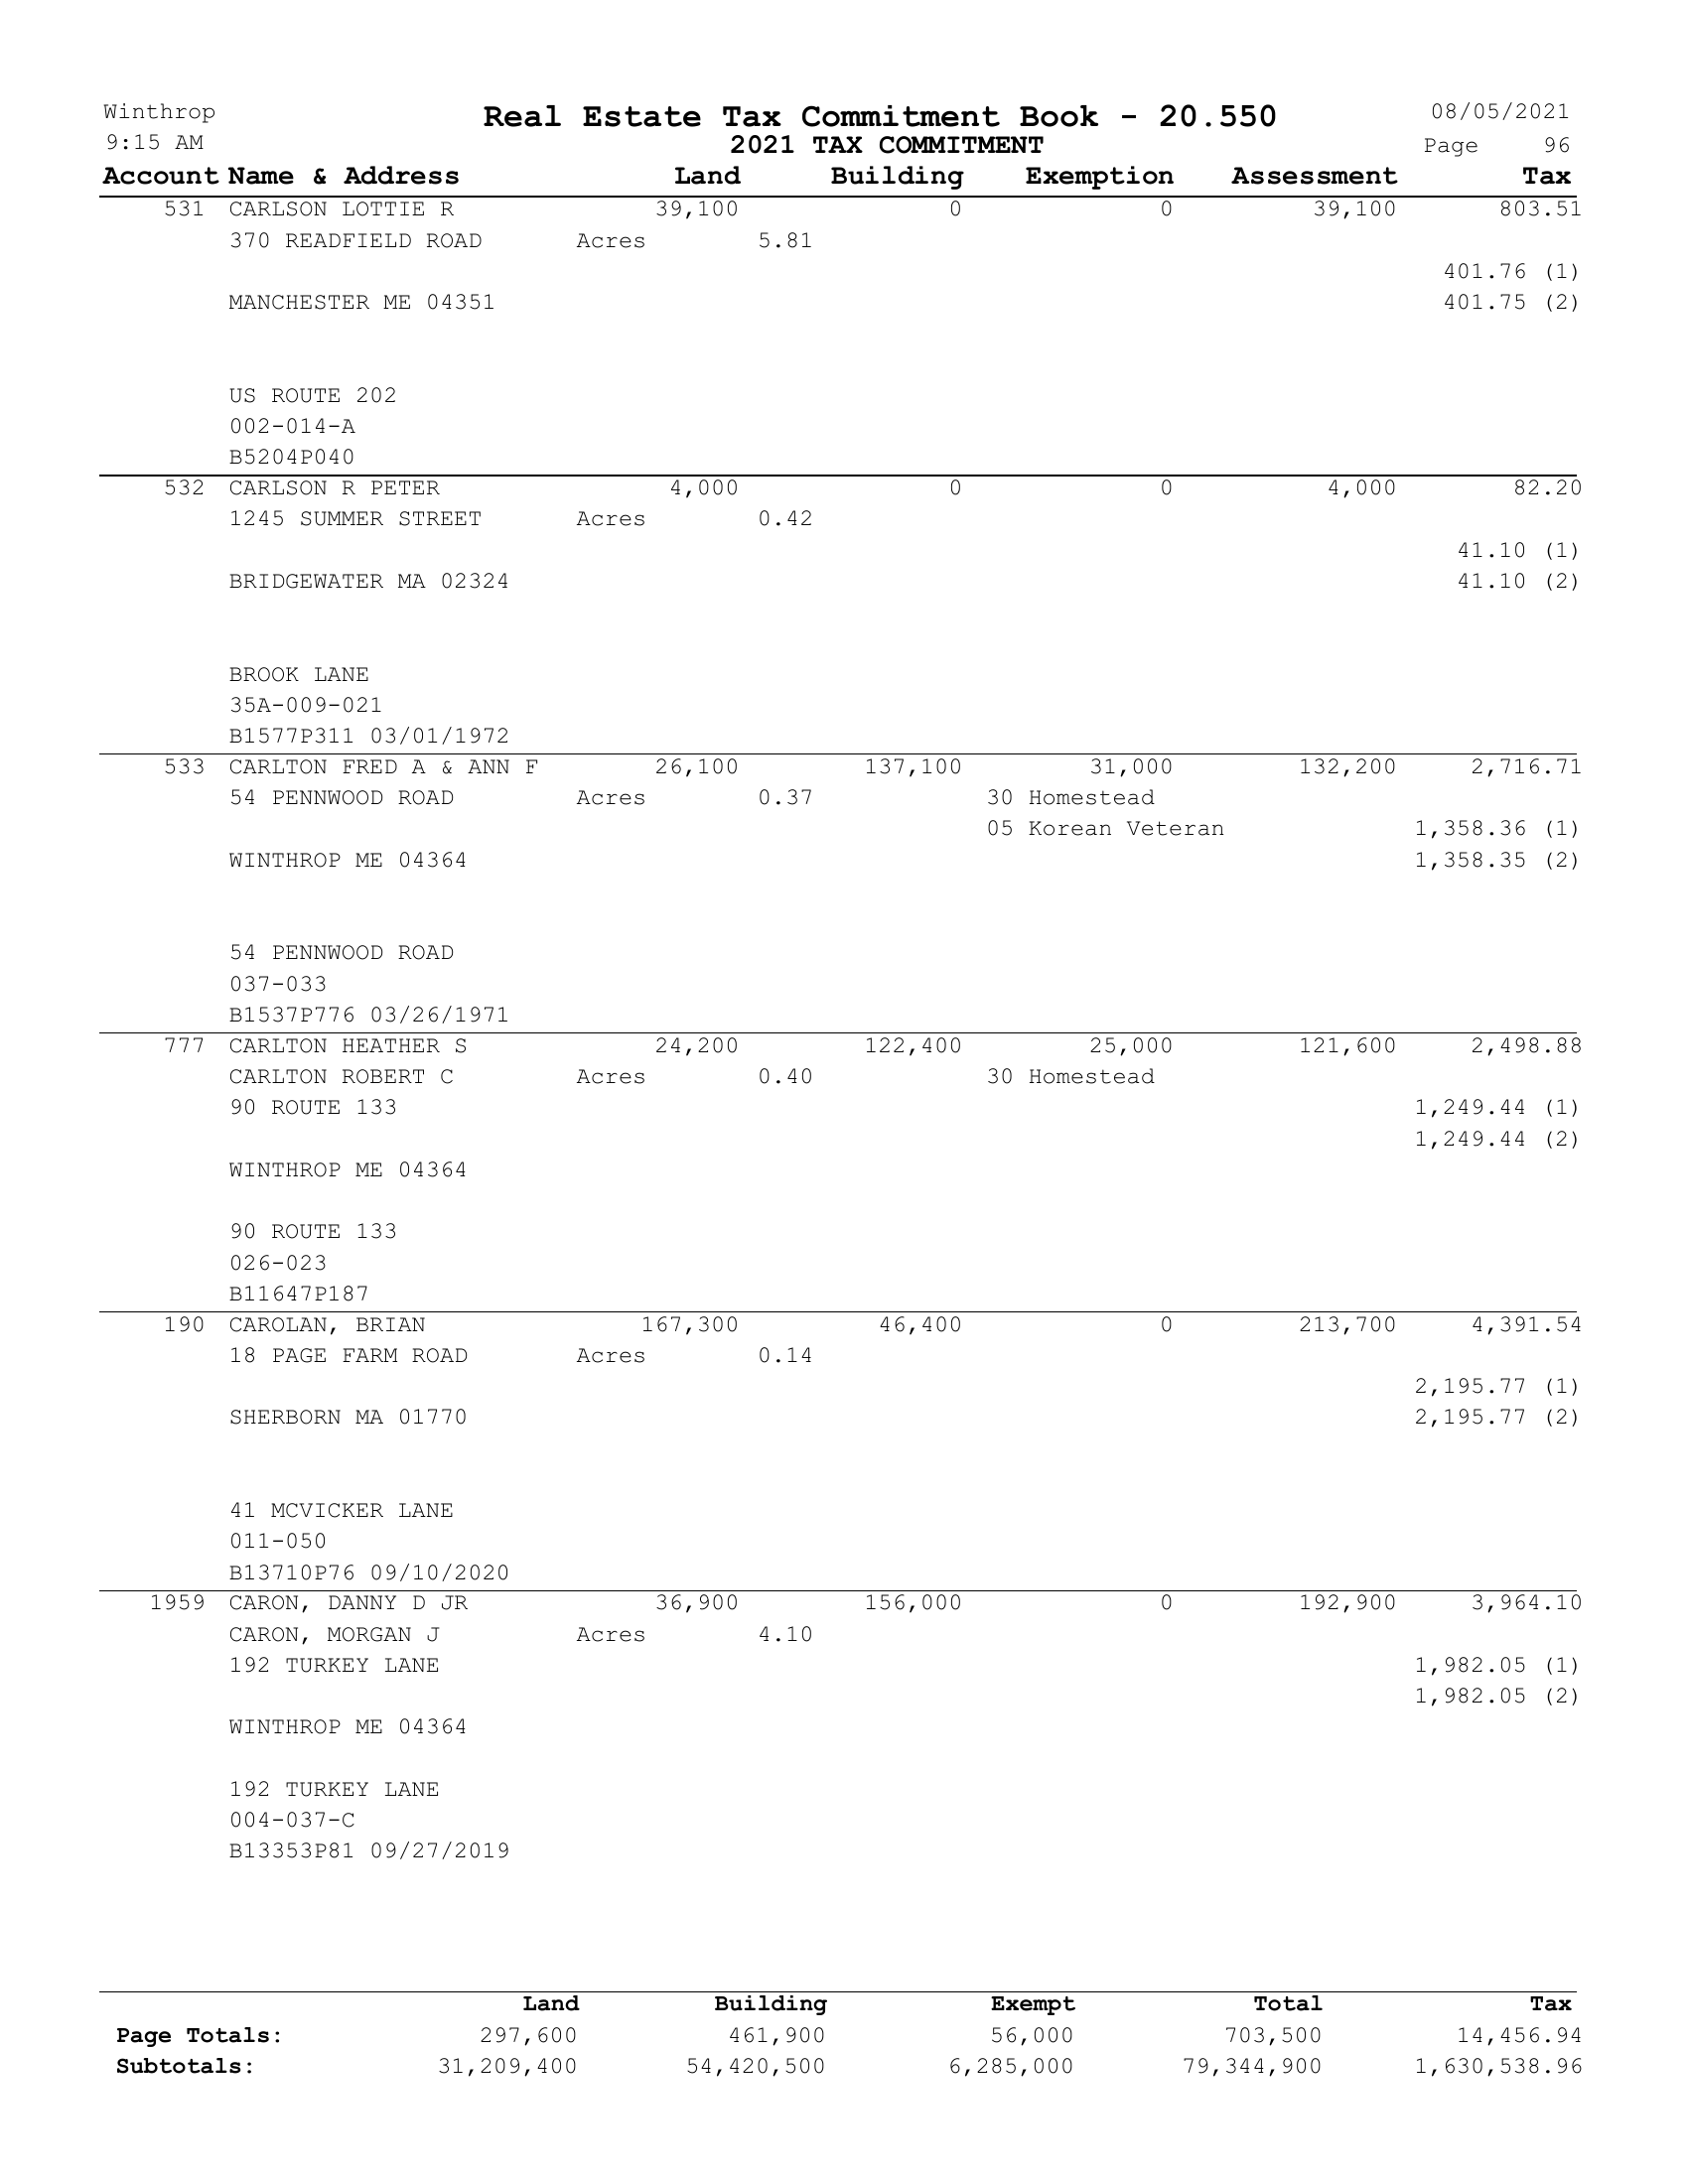 Winthrop Real Estate Tax Commitment Book - 20.550 08/05/2021
9:15 AM 2021 TAX COMMITMENT Page 96
Account Name & Address Land Building Exemption Assessment Tax
531 CARLSON LOTTIE R 39,100 0 0 39,100 803.51
370 READFIELD ROAD Acres 5.81
401.76 (1)
MANCHESTER ME 04351 401.75 (2)
US ROUTE 202
002-014-A
B5204P040
532 CARLSON R PETER 4,000 0 0 4,000 82.20
1245 SUMMER STREET Acres 0.42
41.10 (1)
BRIDGEWATER MA 02324 41.10 (2)
BROOK LANE
35A-009-021
B1577P311 03/01/1972
533 CARLTON FRED A & ANN F 26,100 137,100 31,000 132,200 2,716.71
54 PENNWOOD ROAD Acres 0.37 30 Homestead
05 Korean Veteran 1,358.36 (1)
WINTHROP ME 04364 1,358.35 (2)
54 PENNWOOD ROAD
037-033
B1537P776 03/26/1971
777 CARLTON HEATHER S 24,200 122,400 25,000 121,600 2,498.88
CARLTON ROBERT C Acres 0.40 30 Homestead
90 ROUTE 133 1,249.44 (1)
1,249.44 (2)
WINTHROP ME 04364
90 ROUTE 133
026-023
B11647P187
190 CAROLAN, BRIAN 167,300 46,400 0 213,700 4,391.54
18 PAGE FARM ROAD Acres 0.14
2,195.77 (1)
SHERBORN MA 01770 2,195.77 (2)
41 MCVICKER LANE
011-050
B13710P76 09/10/2020
1959 CARON, DANNY D JR 36,900 156,000 0 192,900 3,964.10
CARON, MORGAN J Acres 4.10
192 TURKEY LANE 1,982.05 (1)
1,982.05 (2)
WINTHROP ME 04364
192 TURKEY LANE
004-037-C
B13353P81 09/27/2019
Land Building Exempt Total Tax
Page Totals: 297,600 461,900 56,000 703,500 14,456.94
Subtotals: 31,209,400 54,420,500 6,285,000 79,344,900 1,630,538.96